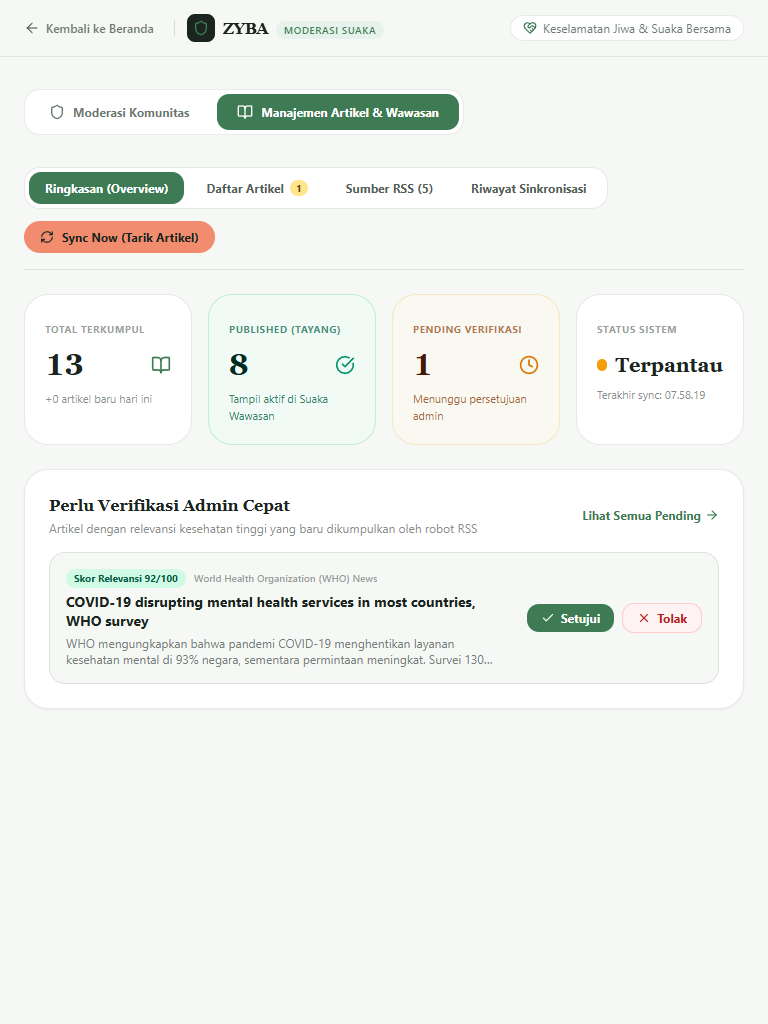 Kembali ke Beranda
ZYBA
MODERASI SUAKA
Keselamatan Jiwa & Suaka Bersama
Moderasi Komunitas
Manajemen Artikel & Wawasan
Ringkasan (Overview)
Daftar Artikel 1
Sumber RSS (5)
Riwayat Sinkronisasi
Sync Now (Tarik Artikel)
TOTAL TERKUMPUL
13
+0 artikel baru hari ini
PUBLISHED (TAYANG)
8
Tampil aktif di Suaka
Wawasan
PENDING VERIFIKASI
1
Menunggu persetujuan
admin
STATUS SISTEM
Terpantau
Terakhir sync: 07.58.19
Perlu Verifikasi Admin Cepat
Artikel dengan relevansi kesehatan tinggi yang baru dikumpulkan oleh robot RSS
Lihat Semua Pending
Skor Relevansi 92/100
World Health Organization (WHO) News
COVID-19 disrupting mental health services in most countries,
WHO survey
WHO mengungkapkan bahwa pandemi COVID-19 menghentikan layanan
kesehatan mental di 93% negara, sementara permintaan meningkat. Survei 130...
Setujui
Tolak